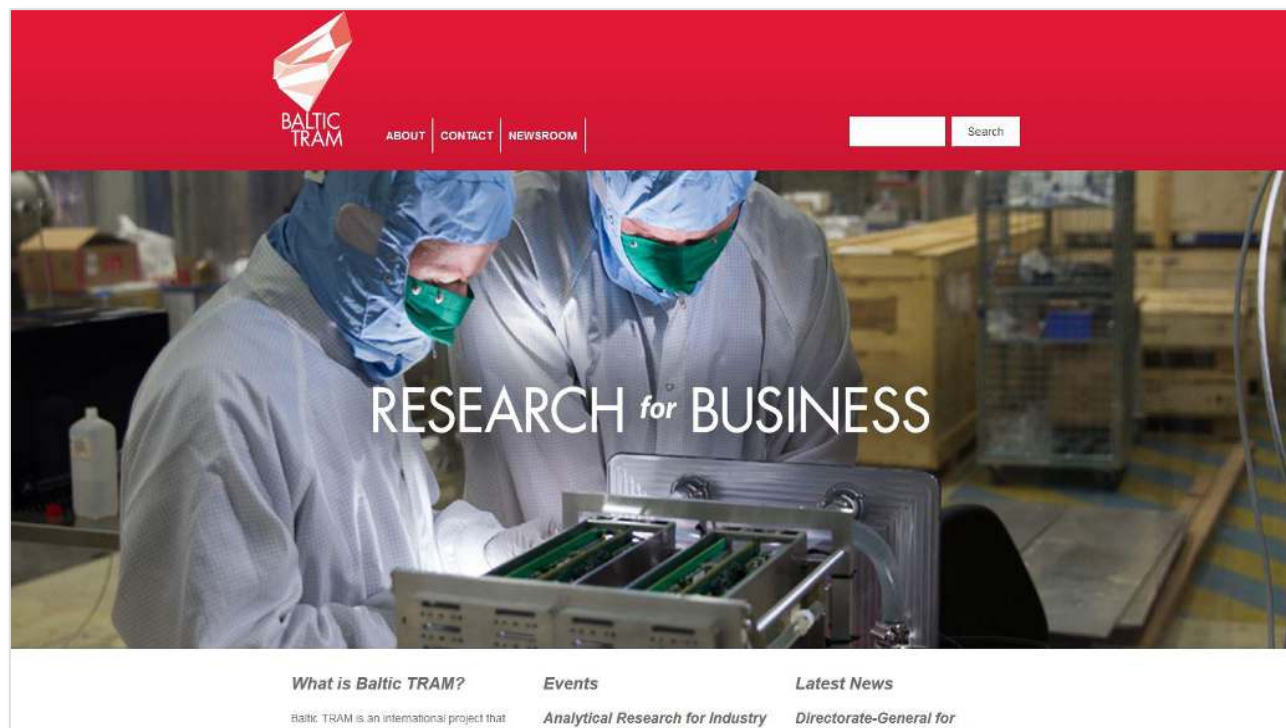 BALTIC
TRAM
ABOUT
CONTACT
NEWSROOM
Search
RESEARCH for BUSINESS
What is Baltic TRAM?
Baltic TRAM is an international project that
Events
Analytical Research for Industry
Latest News
Directorate-General for